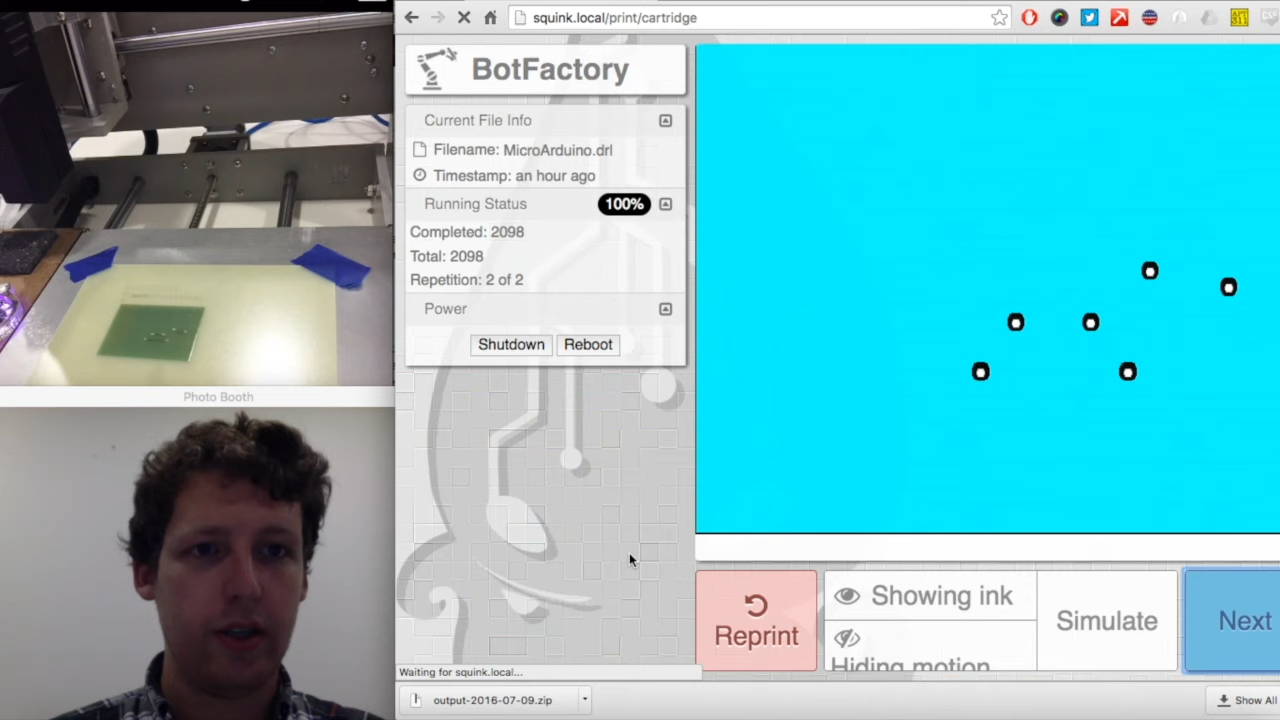 squink.local/print/cartridge
BotFactory
Current File Info
Filename: MicroArduino.drl
Timestamp: an hour ago
Running Status 100%
Completed: 2098
Total: 2098
Repetition: 2 of 2
Power
Shutdown Reboot
Photo Booth
Reprint
Showing ink
Hiding motion
Simulate
Next
Waiting for squink.local...
output-2016-07-09.zip
Show All